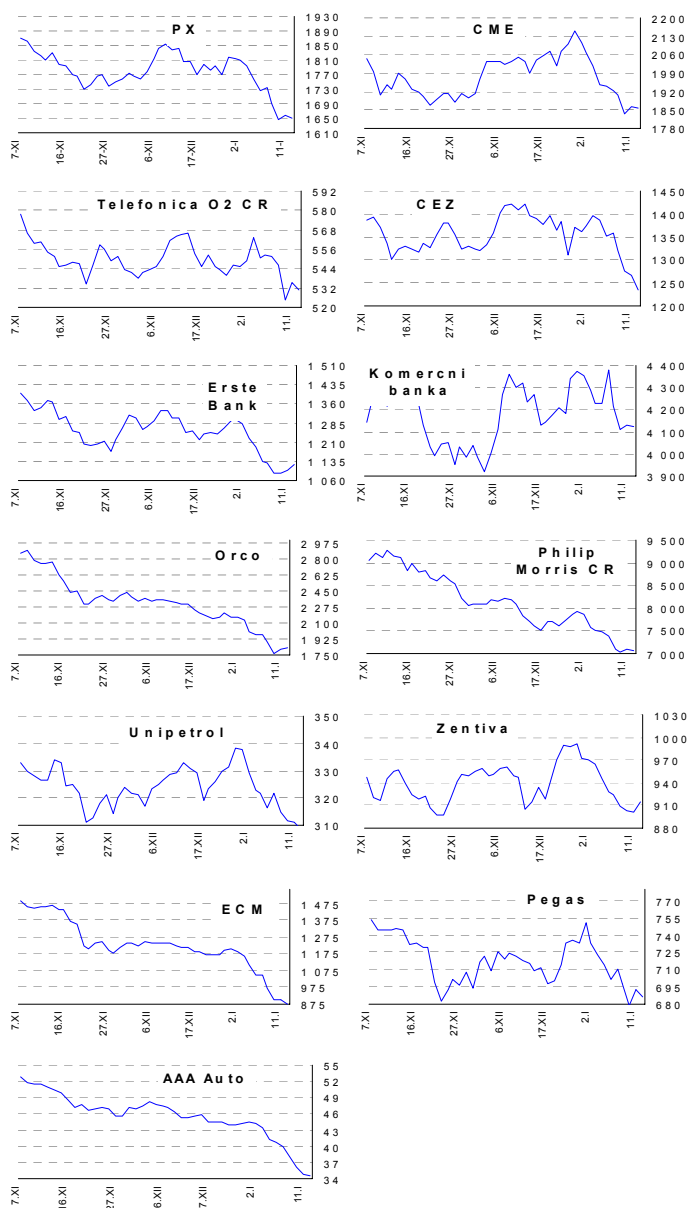 PX
1930
1890
1850
1810
1770
1730
1690
1650
1610
7-XI
16-XI
27-XI
6-XII
17-XII
2-I
11-I
CME
2200
2130
2060
1990
1920
1850
1780
7.XI
16.XI
27.XI
6.XII
17.XII
2.I
11.I
Telefonica O2 CR
592
580
568
556
544
532
520
7.XI
16.XI
27.XI
6.XII
17.XII
2.I
11.I
CEZ
1450
1400
1350
1300
1250
1200
7.XI
16.XI
27.XI
6.XII
17.XII
2.I
11.I
Erste
Bank
1 510
1 435
1 360
1 285
1 210
1 135
1 060
7.XI
16.XI
27.XI
6.XII
17.XII
2.I
11.I
Komercni
banka
4 400
4 300
4 200
4 100
4 000
3 900
7.XI
16.XI
27.XI
6.XII
17.XII
2.I
11.I
Orco
2 975
2 800
2 625
2 450
2 275
2 100
1 925
1 750
7.XI
16.XI
27.XI
6.XII
17.XII
2.I
11.I
Philip
Morris CR
9 500
9 000
8 500
8 000
7 500
7 000
7.XI
16.XI
27.XI
6.XII
17.XII
2.I
11.I
Unipetrol
350
340
330
320
310
7.XI
16.XI
27.XI
6.XII
17.XII
2.I
11.I
Zentiva
1030
1000
970
940
910
880
7.XI
16.XI
27.XI
6.XII
17.XII
2.I
11.I
ECM
1 475
1 375
1 275
1 175
1 075
975
875
7.XI
16.XI
27.XI
6.XII
17.XII
2.I
11.I
Pegas
770
755
740
725
710
695
680
7.XI
16.XI
27.XI
6.XII
17.XII
2.I
11.I
AAA Auto
55
52
49
46
43
40
37
34
7.XI
16.XI
27.XI
6.XII
17.XII
2.I
11.I